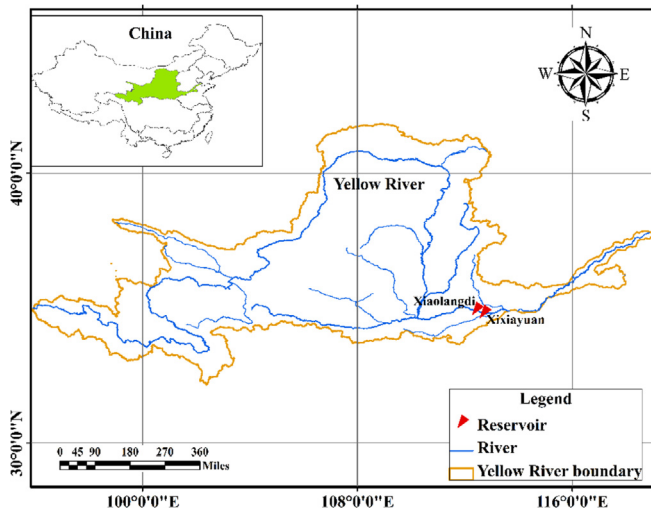 China
N
W E
S
40°0'0"N
Yellow River
Xiaolangdi
Xixiayuan
30°0'0"N
Legend
Reservoir
River
Yellow River boundary
0 45 90 180 270 360
Miles
100°0'0"E 108°0'0"E 116°0'0"E